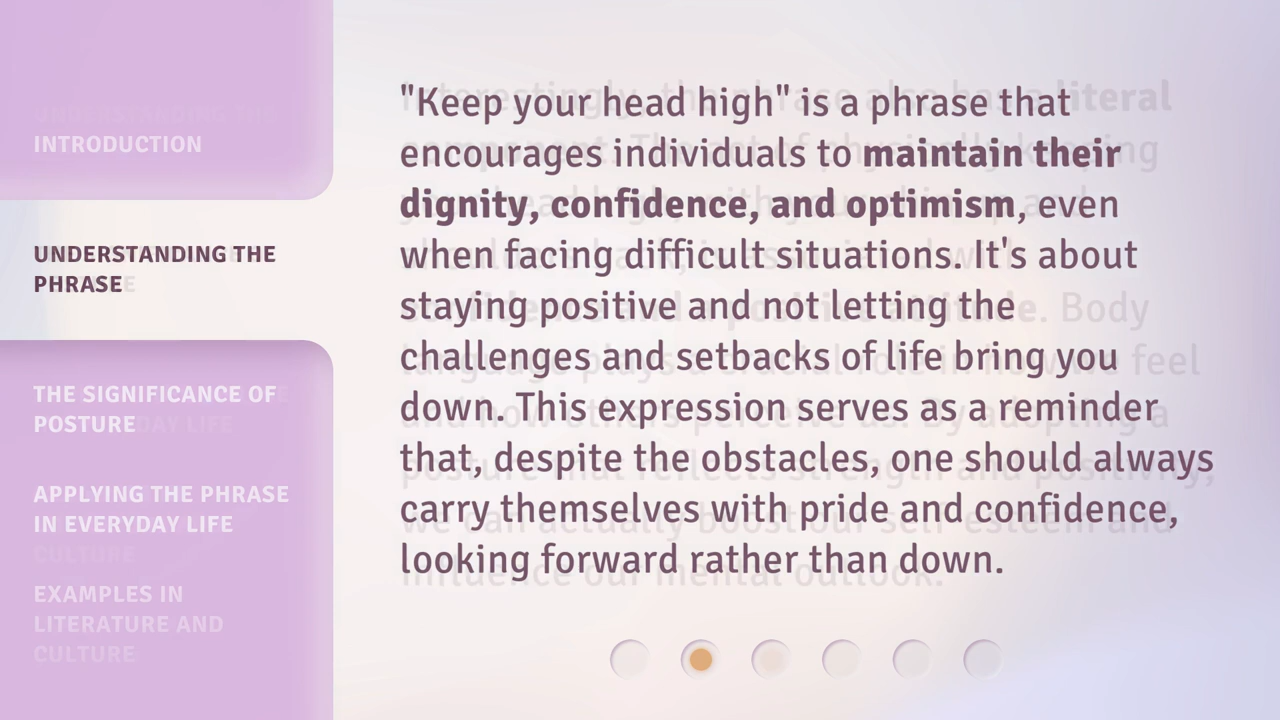 INTRODUCTION
UNDERSTANDING THE
PHRASE
THE SIGNIFICANCE OF
POSTURE
APPLYING THE PHRASE
IN EVERYDAY LIFE
EXAMPLES IN
LITERATURE AND
CULTURE
"Keep your head high" is a phrase that
encourages individuals to maintain their
dignity, confidence, and optimism, even
when facing difficult situations. It's about
staying positive and not letting the
challenges and setbacks of life bring you
down. This expression serves as a reminder
that, despite the obstacles, one should always
carry themselves with pride and confidence,
looking forward rather than down.